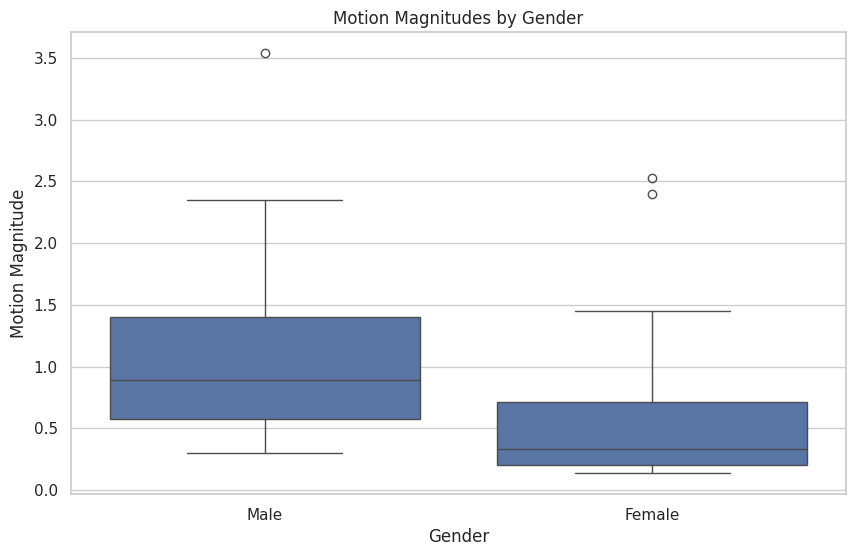 Motion Magnitudes by Gender
Motion Magnitude
3.5
3.0
2.5
2.0
1.5
1.0
0.5
0.0
Male Female
Gender